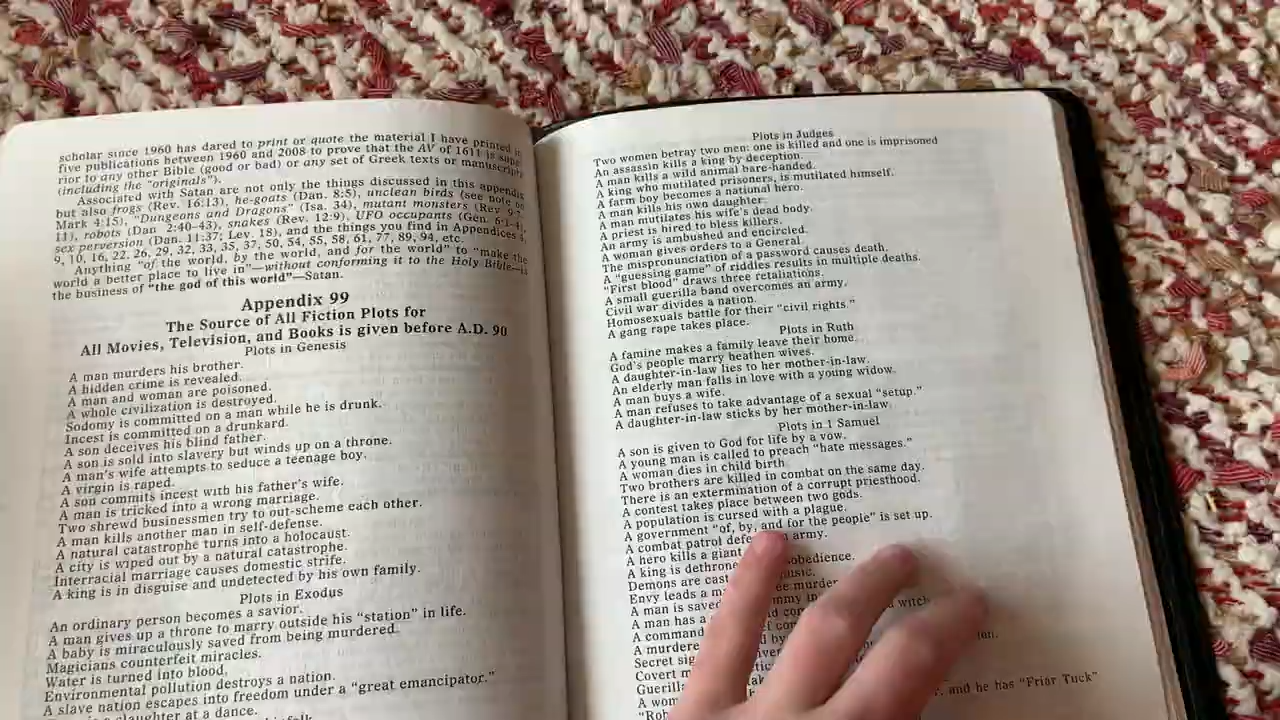 scholar since 1960 has dared to print or quote the material I have printed in
five publications between 1960 and 2008 to prove that the AV of 1611 is supe-
rior to any other Bible (good or bad) or any set of Greek texts or manuscripts
(including the "originals").
Associated with Satan are not only the things discussed in this appendix
but also frogs (Rev. 16:13), he-goats (Dan. 8:5), unclean birds (see note on
Mark 4:15), "Dungeons and Dragons" (Isa. 34), mutant monsters (Rev 9:7-
11), robots (Dan 2:40-43), snakes (Rev. 12:9), UFO occupants (Gen. 6:1-4),
sex perversion (Dan. 11:37; Lev. 18), and the things you find in Appendices 4,
9, 10, 16, 22, 26, 29, 32, 33, 35, 37, 50, 54, 55, 58, 61, 77, 89, 94, etc.
Anything "of the world, by the world, and for the world" to "make the
world a better place to live in"—without conforming it to the Holy Bible—is
the business of "the god of this world"—Satan.
Appendix 99
The Source of All Fiction Plots for
All Movies, Television, and Books is given before A.D. 90
Plots in Genesis
A man murders his brother.
A hidden crime is revealed.
A man and woman are poisoned.
A whole civilization is destroyed.
Sodomy is committed on a man while he is drunk.
Incest is committed on a drunkard.
A son deceives his blind father.
A son is sold into slavery but winds up on a throne.
A man's wife attempts to seduce a teenage boy.
A virgin is raped.
A son commits incest with his father's wife.
A man is tricked into a wrong marriage.
Two shrewd businessmen try to out-scheme each other.
A man kills another man in self-defense.
A natural catastrophe turns into a holocaust.
A city is wiped out by a natural catastrophe.
Interracial marriage causes domestic strife.
A king is in disguise and undetected by his own family.
Plots in Exodus
An ordinary person becomes a savior.
A man gives up a throne to marry outside his "station" in life.
A baby is miraculously saved from being murdered.
Magicians counterfeit miracles.
Water is turned into blood.
Environmental pollution destroys a nation.
A slave nation escapes into freedom under a "great emancipator."
is a slaughter at a dance.
Plots in Judges
Two women betray two men: one is killed and one is imprisoned
An assassin kills a king by deception.
A man kills a wild animal bare-handed.
A king who mutilated prisoners, is mutilated himself.
A farm boy becomes a national hero.
A man kills his own daughter.
A man mutilates his wife's dead body.
A priest is hired to bless killers.
An army is ambushed and encircled.
A woman gives orders to a General.
The mispronunciation of a password causes death.
A "guessing game" of riddles results in multiple deaths.
"First blood" draws three retaliations.
A small guerilla band overcomes an army.
Civil war divides a nation.
Homosexuals battle for their "civil rights."
A gang rape takes place.
Plots in Ruth
A famine makes a family leave their home.
God's people marry heathen wives.
A daughter-in-law lies to her mother-in-law.
An elderly man falls in love with a young widow.
A man buys a wife.
A man refuses to take advantage of a sexual "setup."
A daughter-in-law sticks by her mother-in-law.
Plots in 1 Samuel
A son is given to God for life by a vow.
A young man is called to preach "hate messages."
A woman dies in child birth
Two brothers are killed in combat on the same day.
There is an extermination of a corrupt priesthood.
A contest takes place between two gods.
A population is cursed with a plague.
A government "of, by, and for the people" is set up.
A combat patrol army.
A hero kills a giant
A king is
Demons are cast
Envy leads a
A man is saved
A man has a witch
A
A
Secret
Covert
A
and he has "Friar Tuck"